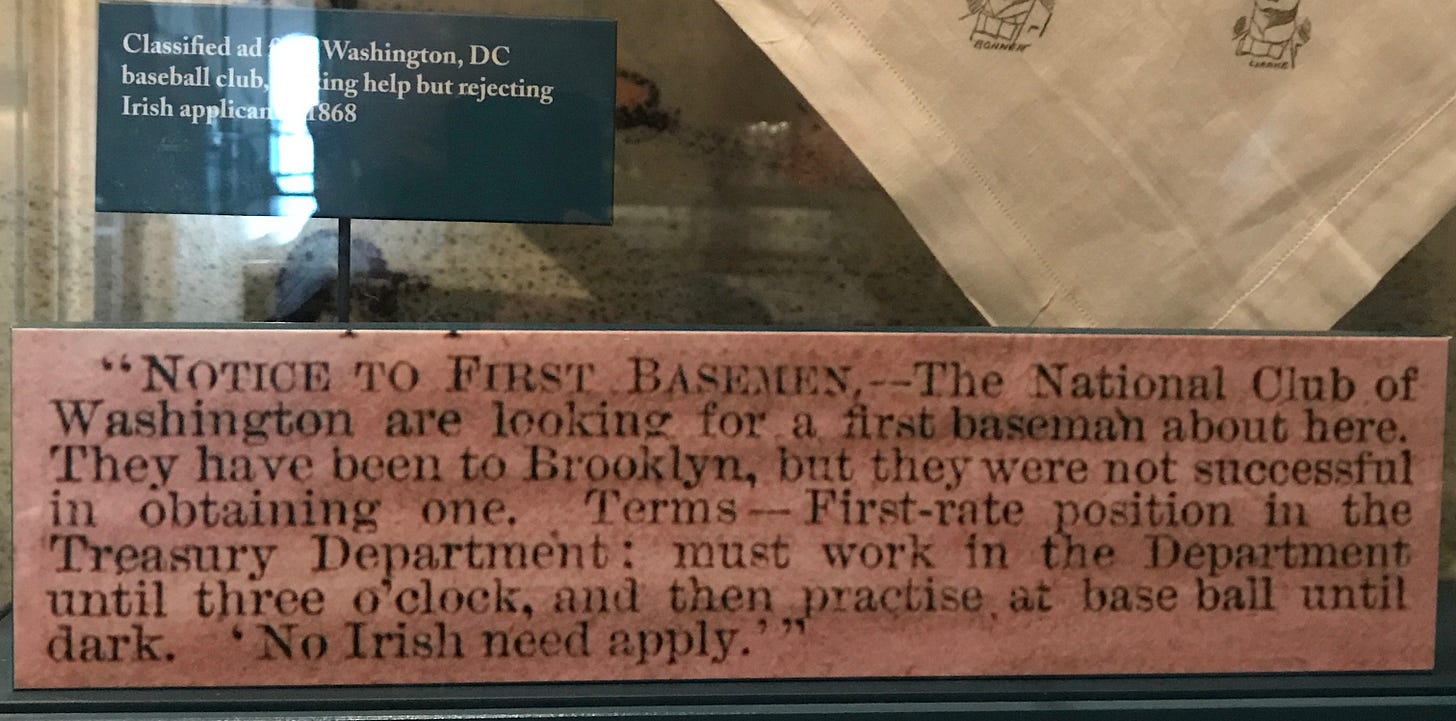 Classified ad Washington, DC
baseball club, help but rejecting
Irish 1868
BONNER
CLARKE
“NOTICE TO FIRST BASEMEN.--The National Club of
Washington are looking for a first baseman about here.
They have been to Brooklyn, but they were not successful
in obtaining one. Terms — First-rate position in the
Treasury Department: must work in the Department
until three o'clock, and then practise at base ball until
dark. ‘No Irish need apply.’”